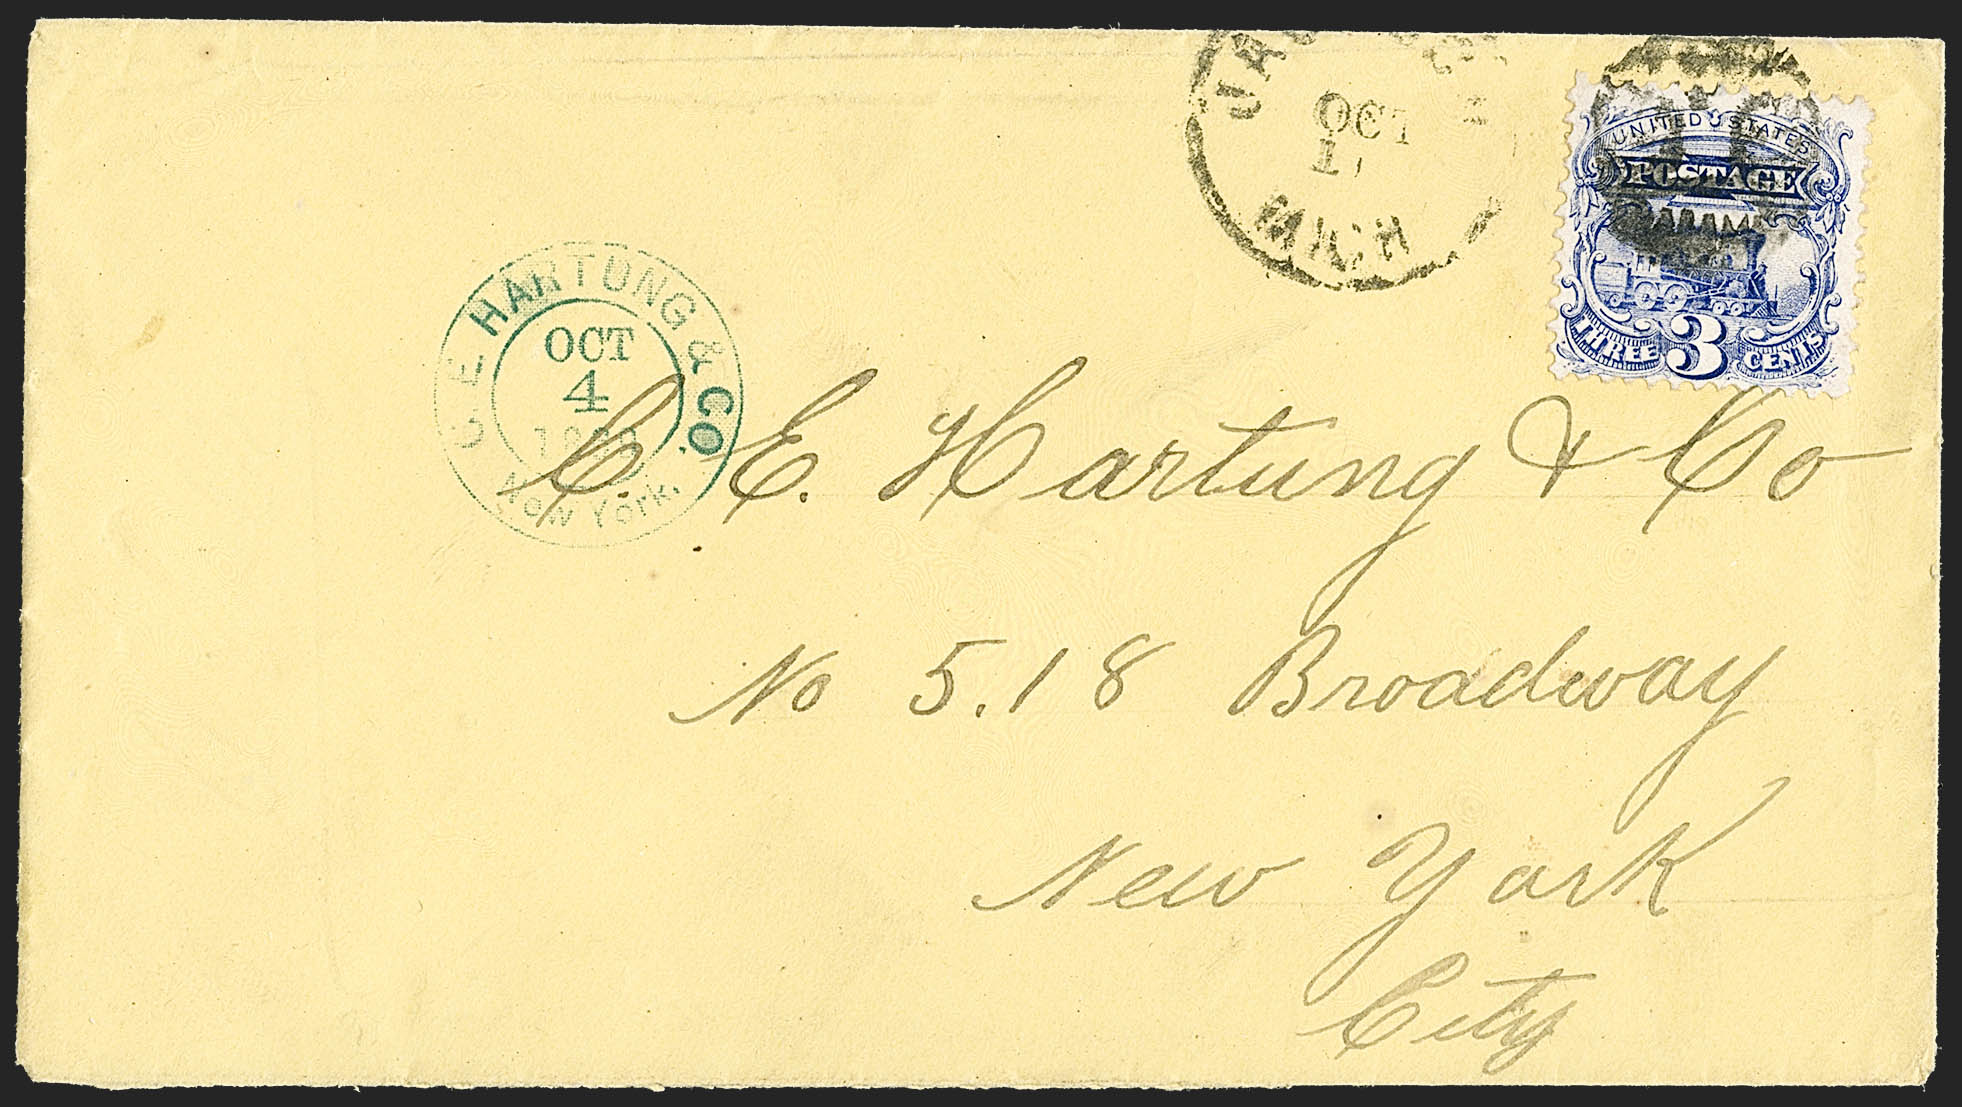 OCT
MICH
UNITED STATES
POSTAGE
THREE 3 CENTS
C E HARTUNG & CO.
OCT
4
New York.
C. E. Hartung & Co
No 5.18 Broadway
New York
City